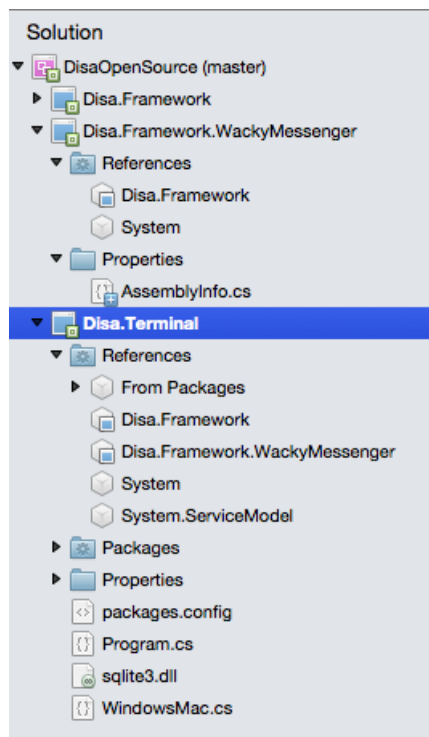 Solution
DisaOpenSource (master)
Disa.Framework
Disa.Framework.WackyMessenger
References
Disa.Framework
System
Properties
AssemblyInfo.cs
Disa.Terminal
References
From Packages
Disa.Framework
Disa.Framework.WackyMessenger
System
System.ServiceModel
Packages
Properties
packages.config
Program.cs
sqlite3.dll
WindowsMac.cs